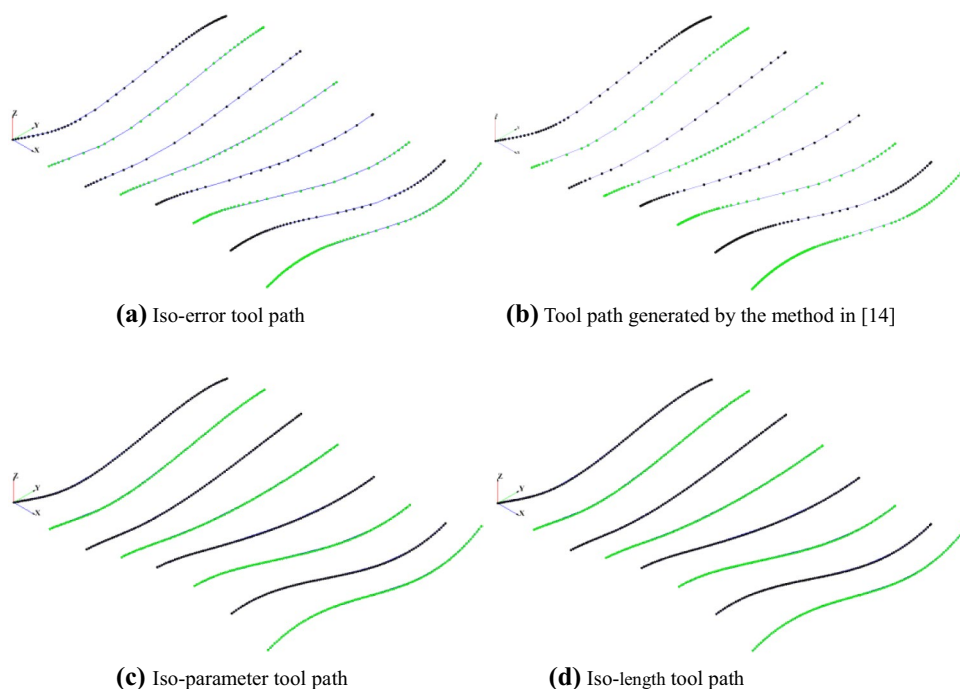 Z
Y
X
(a) Iso-error tool path
(b) Tool path generated by the method in [14]
Z
Y
X
Z
Y
X
(c) Iso-parameter tool path
(d) Iso-length tool path